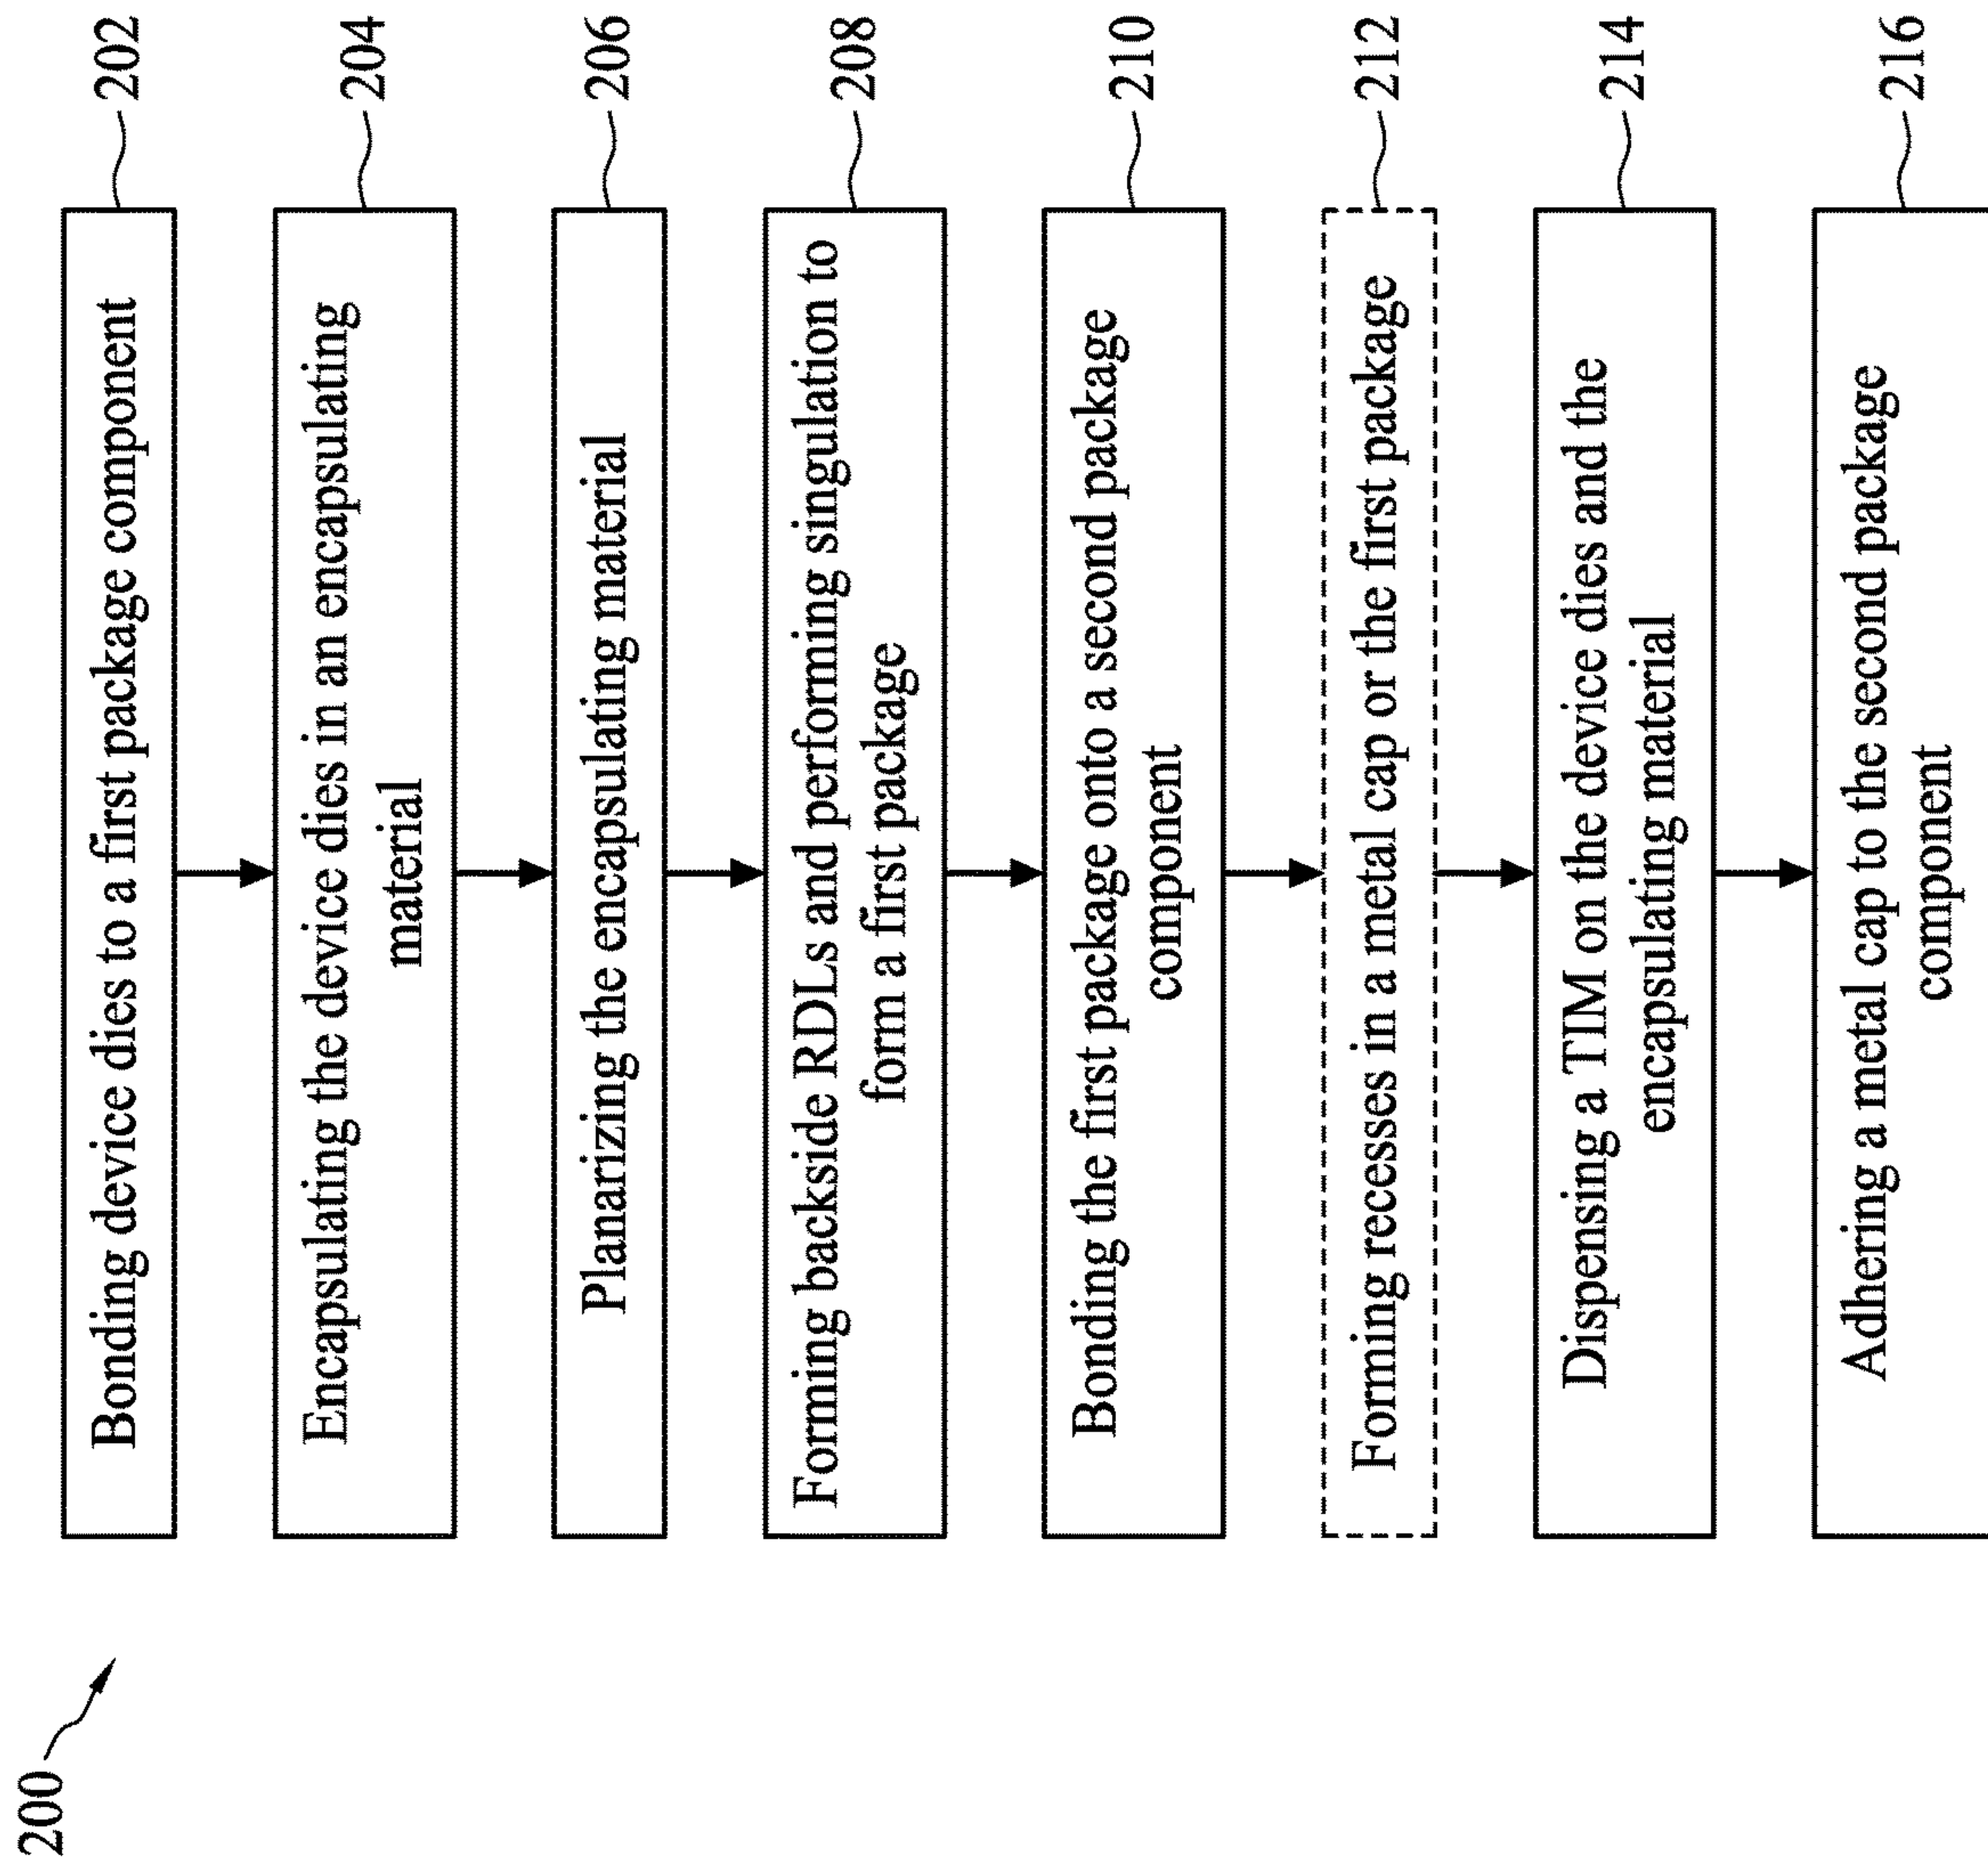 200
Bonding device dies to a first package component
202
Encapsulating the device dies in an encapsulating
material
204
Planarizing the encapsulating material
206
Forming backside RDLs and performing singulation to
form a first package
208
Bonding the first package onto a second package
component
210
Forming recesses in a metal cap or the first package
212
Dispensing a TIM on the device dies and the
encapsulating material
214
Adhering a metal cap to the second package
component
216